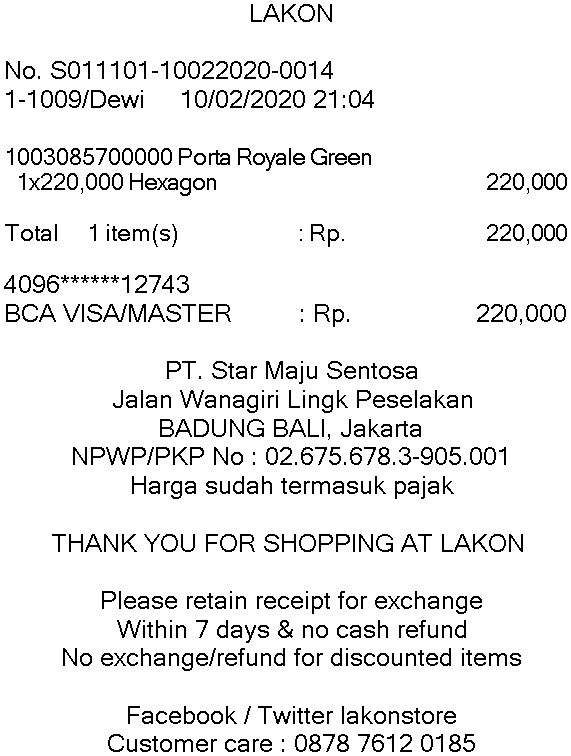 LAKON
No. S011101-10022020-0014
1-1009/Dewi 10/02/2020 21:04
1003085700000 Porta Royale Green
1x220,000 Hexagon 220,000
Total 1 item(s) : Rp. 220,000
4096******12743
BCA VISA/MASTER : Rp. 220,000
PT. Star Maju Sentosa
Jalan Wanagiri Lingk Peselakan
BADUNG BALI, Jakarta
NPWP/PKP No : 02.675.678.3-905.001
Harga sudah termasuk pajak
THANK YOU FOR SHOPPING AT LAKON
Please retain receipt for exchange
Within 7 days & no cash refund
No exchange/refund for discounted items
Facebook / Twitter lakonstore
Customer care : 0878 7612 0185